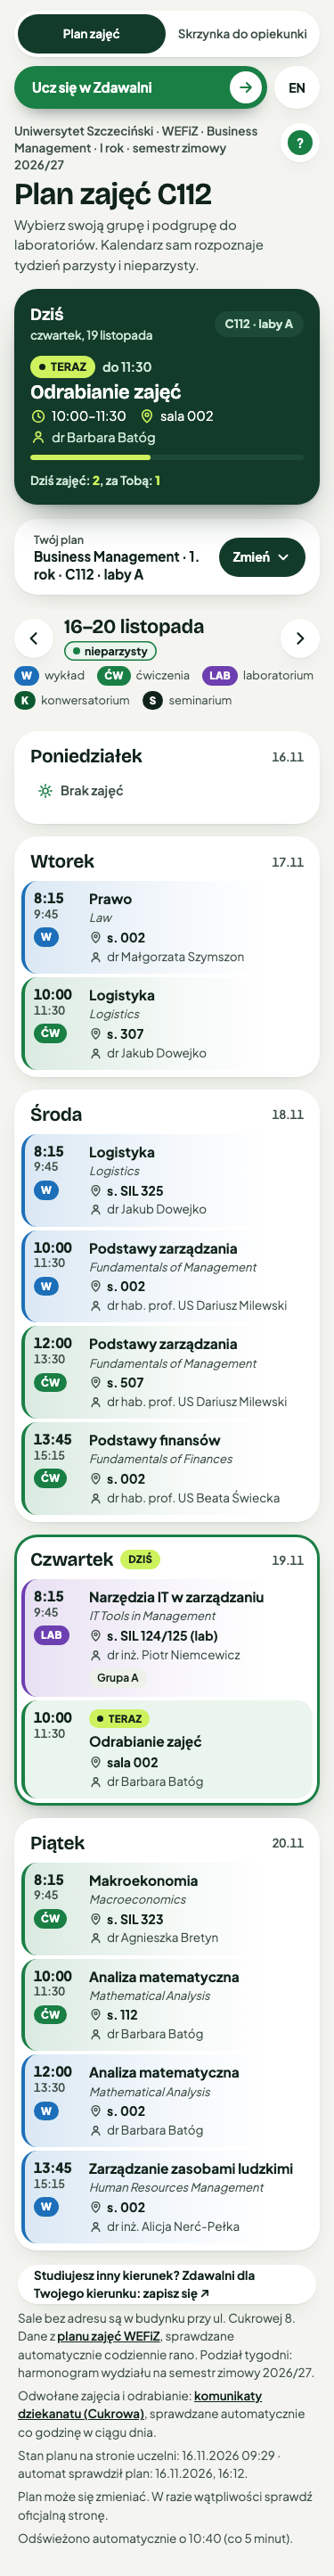 Plan zajęć
Skrzynka do opiekunki
Ucz się w Zdawalni
EN
Uniwersytet Szczeciński · WEFiZ · Business
Management · I rok · semestr zimowy
2026/27
?
Plan zajęć C112
Wybierz swoją grupę i podgrupę do
laboratoriów. Kalendarz sam rozpoznaje
tydzień parzysty i nieparzysty.
Dziś
czwartek, 19 listopada
C112 · laby A
TERAZ do 11:30
Odrabianie zajęć
10:00–11:30 sala 002
dr Barbara Batóg
Dziś zajęć: 2, za Tobą: 1
Twój plan
Business Management · 1.
rok · C112 · laby A
Zmień
16–20 listopada
nieparzysty
W wykład ĆW ćwiczenia LAB laboratorium
K konwersatorium S seminarium
Poniedziałek 16.11
Brak zajęć
Wtorek 17.11
8:15 Prawo
9:45 Law
W s. 002
dr Małgorzata Szymszon
10:00 Logistyka
11:30 Logistics
ĆW s. 307
dr Jakub Dowejko
Środa 18.11
8:15 Logistyka
9:45 Logistics
W s. SIL 325
dr Jakub Dowejko
10:00 Podstawy zarządzania
11:30 Fundamentals of Management
W s. 002
dr hab. prof. US Dariusz Milewski
12:00 Podstawy zarządzania
13:30 Fundamentals of Management
ĆW s. 507
dr hab. prof. US Dariusz Milewski
13:45 Podstawy finansów
15:15 Fundamentals of Finances
ĆW s. 002
dr hab. prof. US Beata Świecka
Czwartek DZIŚ 19.11
8:15 Narzędzia IT w zarządzaniu
9:45 IT Tools in Management
LAB s. SIL 124/125 (lab)
dr inż. Piotr Niemcewicz
Grupa A
10:00 TERAZ
11:30
Odrabianie zajęć
sala 002
dr Barbara Batóg
Piątek 20.11
8:15 Makroekonomia
9:45 Macroeconomics
ĆW s. SIL 323
dr Agnieszka Bretyn
10:00 Analiza matematyczna
11:30 Mathematical Analysis
ĆW s. 112
dr Barbara Batóg
12:00 Analiza matematyczna
13:30 Mathematical Analysis
W s. 002
dr Barbara Batóg
13:45 Zarządzanie zasobami ludzkimi
15:15 Human Resources Management
W s. 002
dr inż. Alicja Nerć-Pełka
Studiujesz inny kierunek? Zdawalni dla
Twojego kierunku: zapisz się ↗
Sale bez adresu są w budynku przy ul. Cukrowej 8.
Dane z planu zajęć WEFiZ, sprawdzane
automatycznie codziennie rano. Podział tygodni:
harmonogram wydziału na semestr zimowy 2026/27.
Odwołane zajęcia i odrabianie: komunikaty
dziekanatu (Cukrowa), sprawdzane automatycznie
co godzinę w ciągu dnia.
Stan planu na stronie uczelni: 16.11.2026 09:29 ·
automat sprawdził plan: 16.11.2026, 16:12.
Plan może się zmieniać. W razie wątpliwości sprawdź
oficjalną stronę.
Odświeżono automatycznie o 10:40 (co 5 minut).